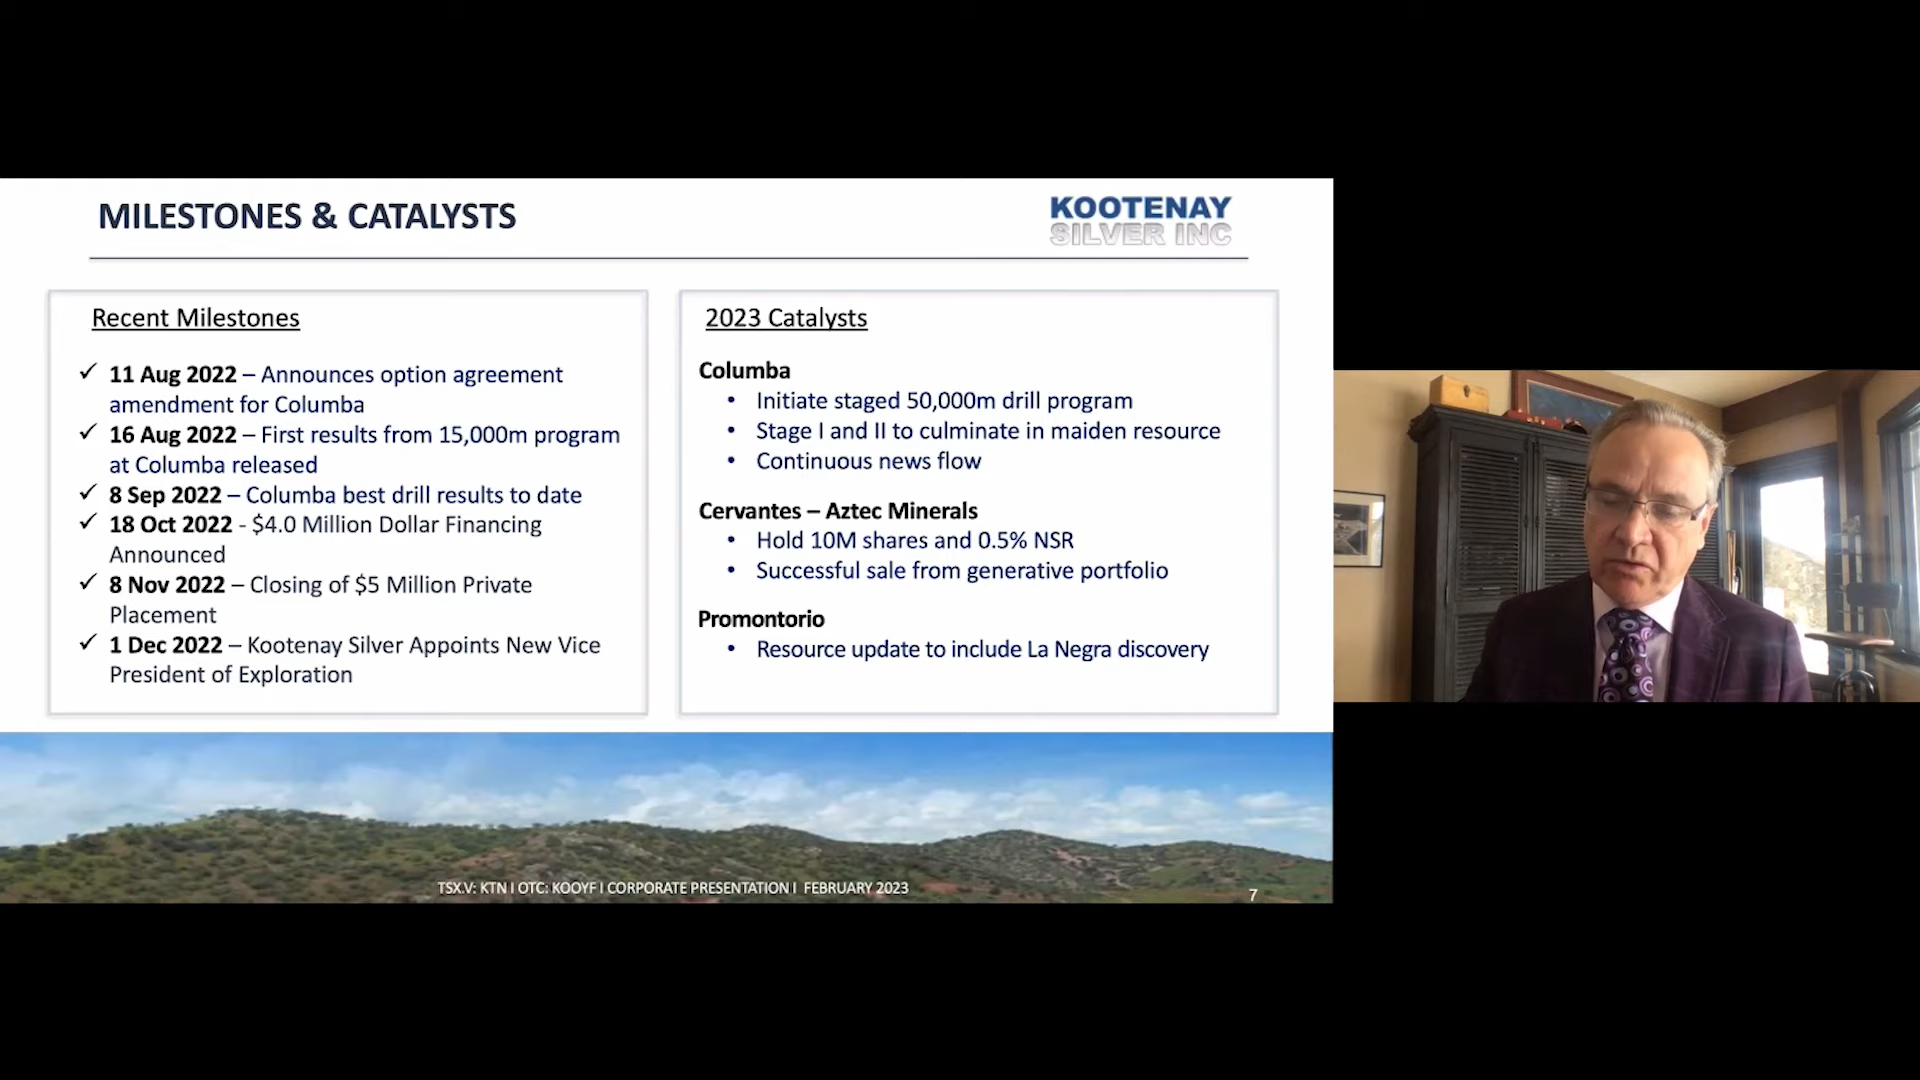 MILESTONES & CATALYSTS
KOOTENAY
SILVER INC
Recent Milestones
✓ 11 Aug 2022 – Announces option agreement
amendment for Columba
✓ 16 Aug 2022 – First results from 15,000m program
at Columba released
✓ 8 Sep 2022 – Columba best drill results to date
✓ 18 Oct 2022 - $4.0 Million Dollar Financing
Announced
✓ 8 Nov 2022 – Closing of $5 Million Private
Placement
✓ 1 Dec 2022 – Kootenay Silver Appoints New Vice
President of Exploration
2023 Catalysts
Columba
• Initiate staged 50,000m drill program
• Stage I and II to culminate in maiden resource
• Continuous news flow
Cervantes – Aztec Minerals
• Hold 10M shares and 0.5% NSR
• Successful sale from generative portfolio
Promontorio
• Resource update to include La Negra discovery
TSX.V: KTN I OTC: KOOYF I CORPORATE PRESENTATION I FEBRUARY 2023
7